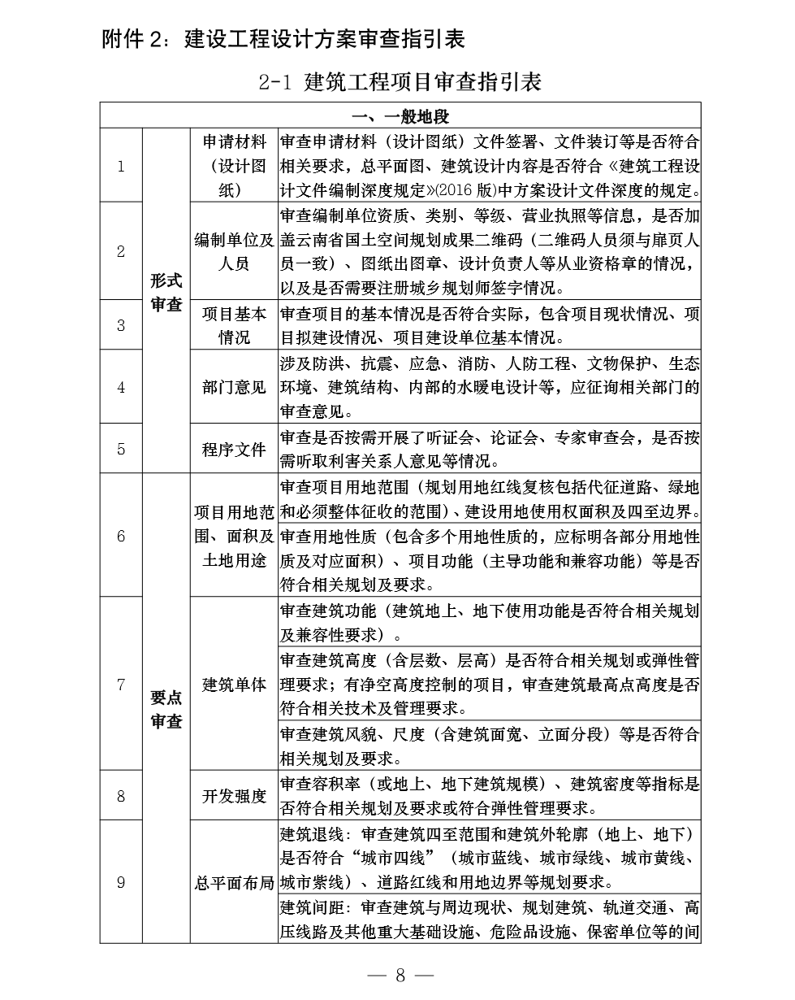 附件 2：建设工程设计方案审查指引表
2-1 建筑工程项目审查指引表
一、一般地段
1
形式
审查
申请材料
（设计图
纸）
审查申请材料（设计图纸）文件签署、文件装订等是否符合
相关要求，总平面图、建筑设计内容是否符合《建筑工程设
计文件编制深度规定》(2016 版)中方案设计文件深度的规定。
2
编制单位及
人员
审查编制单位资质、类别、等级、营业执照等信息，是否加
盖云南省国土空间规划成果二维码（二维码人员须与扉页人
员一致）、图纸出图章、设计负责人等从业资格章的情况，
以及是否需要注册城乡规划师签字情况。
3
项目基本
情况
审查项目的基本情况是否符合实际，包含项目现状情况、项
目拟建设情况、项目建设单位基本情况。
4
部门意见
涉及防洪、抗震、应急、消防、人防工程、文物保护、生态
环境、建筑结构、内部的水暖电设计等，应征询相关部门的
审查意见。
5
程序文件
审查是否按需开展了听证会、论证会、专家审查会，是否按
需听取利害关系人意见等情况。
6
要点
审查
项目用地范
围、面积及
土地用途
审查项目用地范围（规划用地红线复核包括代征道路、绿地
和必须整体征收的范围）、建设用地使用权面积及四至边界。
审查用地性质（包含多个用地性质的，应标明各部分用地性
质及对应面积）、项目功能（主导功能和兼容功能）等是否
符合相关规划及要求。
7
建筑单体
审查建筑功能（建筑地上、地下使用功能是否符合相关规划
及兼容性要求）。
审查建筑高度（含层数、层高）是否符合相关规划或弹性管
理要求；有净空高度控制的项目，审查建筑最高点高度是否
符合相关技术及管理要求。
审查建筑风貌、尺度（含建筑面宽、立面分段）等是否符合
相关规划及要求。
8
开发强度
审查容积率（或地上、地下建筑规模）、建筑密度等指标是
否符合相关规划及要求或符合弹性管理要求。
9
总平面布局
建筑退线：审查建筑四至范围和建筑外轮廓（地上、地下）
是否符合“城市四线”（城市蓝线、城市绿线、城市黄线、
城市紫线）、道路红线和用地边界等规划要求。
建筑间距：审查建筑与周边现状、规划建筑、轨道交通、高
压线路及其他重大基础设施、危险品设施、保密单位等的间
— 8 —